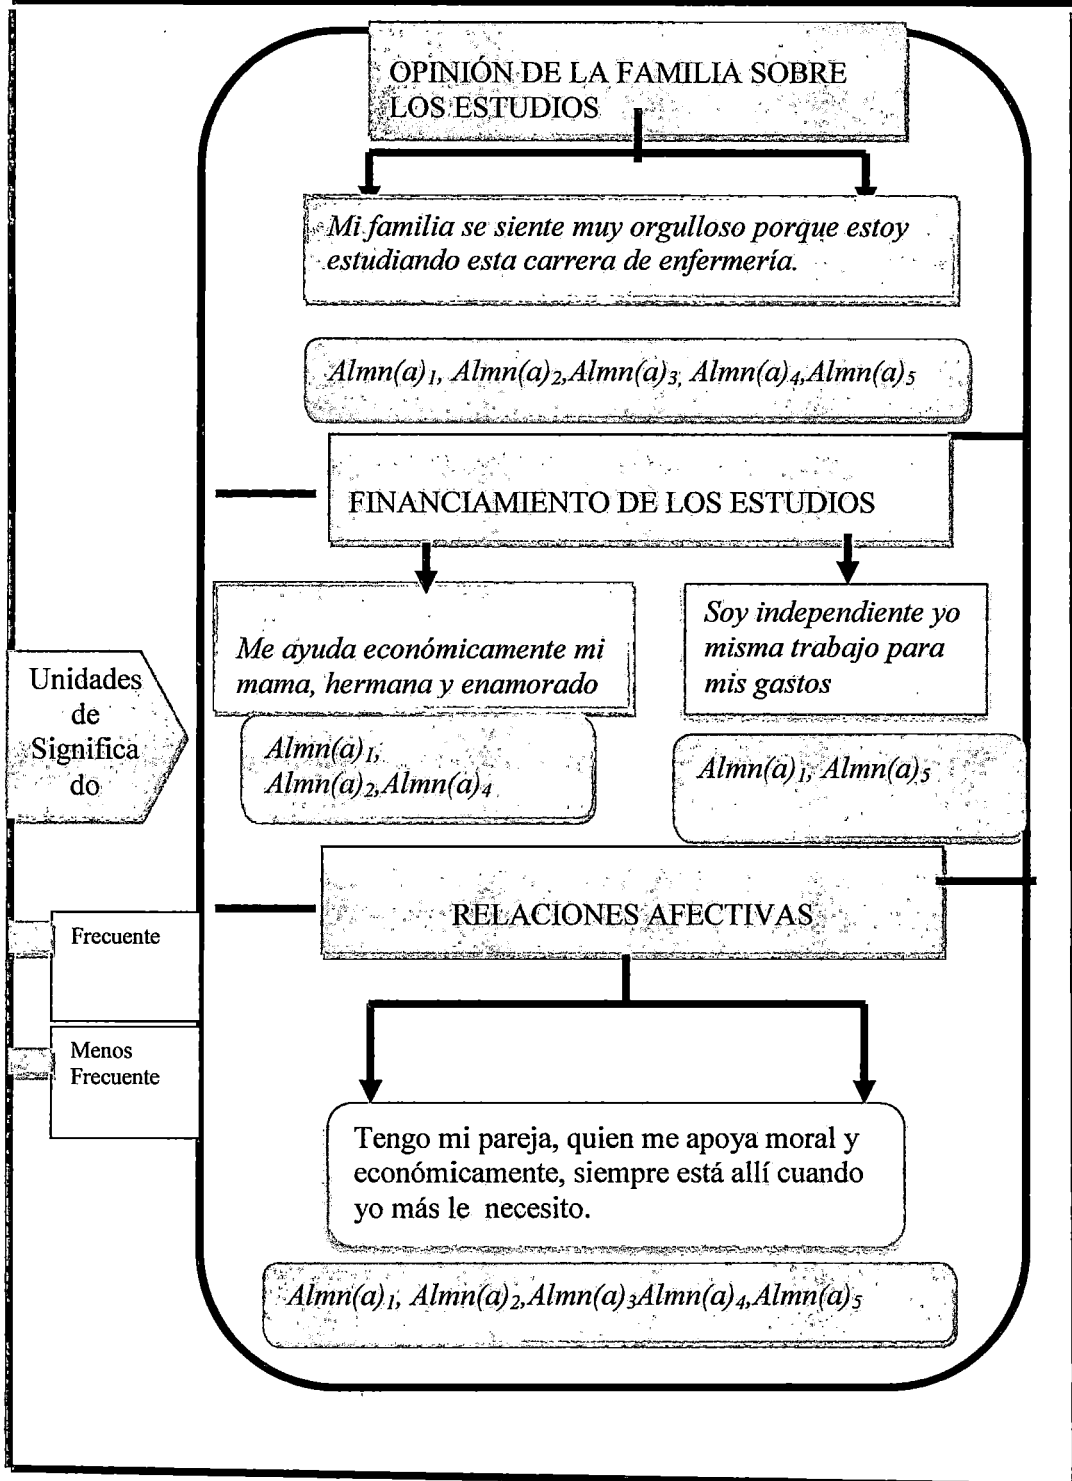 OPINIÓN DE LA FAMILIA SOBRE
LOS ESTUDIOS
Mi familia se siente muy orgulloso porque estoy
estudiando esta carrera de enfermería.
Almn(a)1, Almn(a)2,Almn(a)3, Almn(a)4,Almn(a)5
FINANCIAMIENTO DE LOS ESTUDIOS
Me ayuda económicamente mi
mama, hermana y enamorado
Soy independiente yo
misma trabajo para
mis gastos
Unidades
de
Significa
do
Almn(a)1,
Almn(a)2,Almn(a)4
Almn(a)1, Almn(a)5
RELACIONES AFECTIVAS
Frecuente
Menos
Frecuente
Tengo mi pareja, quien me apoya moral y
económicamente, siempre está allí cuando
yo más le necesito.
Almn(a)1, Almn(a)2,Almn(a)3Almn(a)4,Almn(a)5